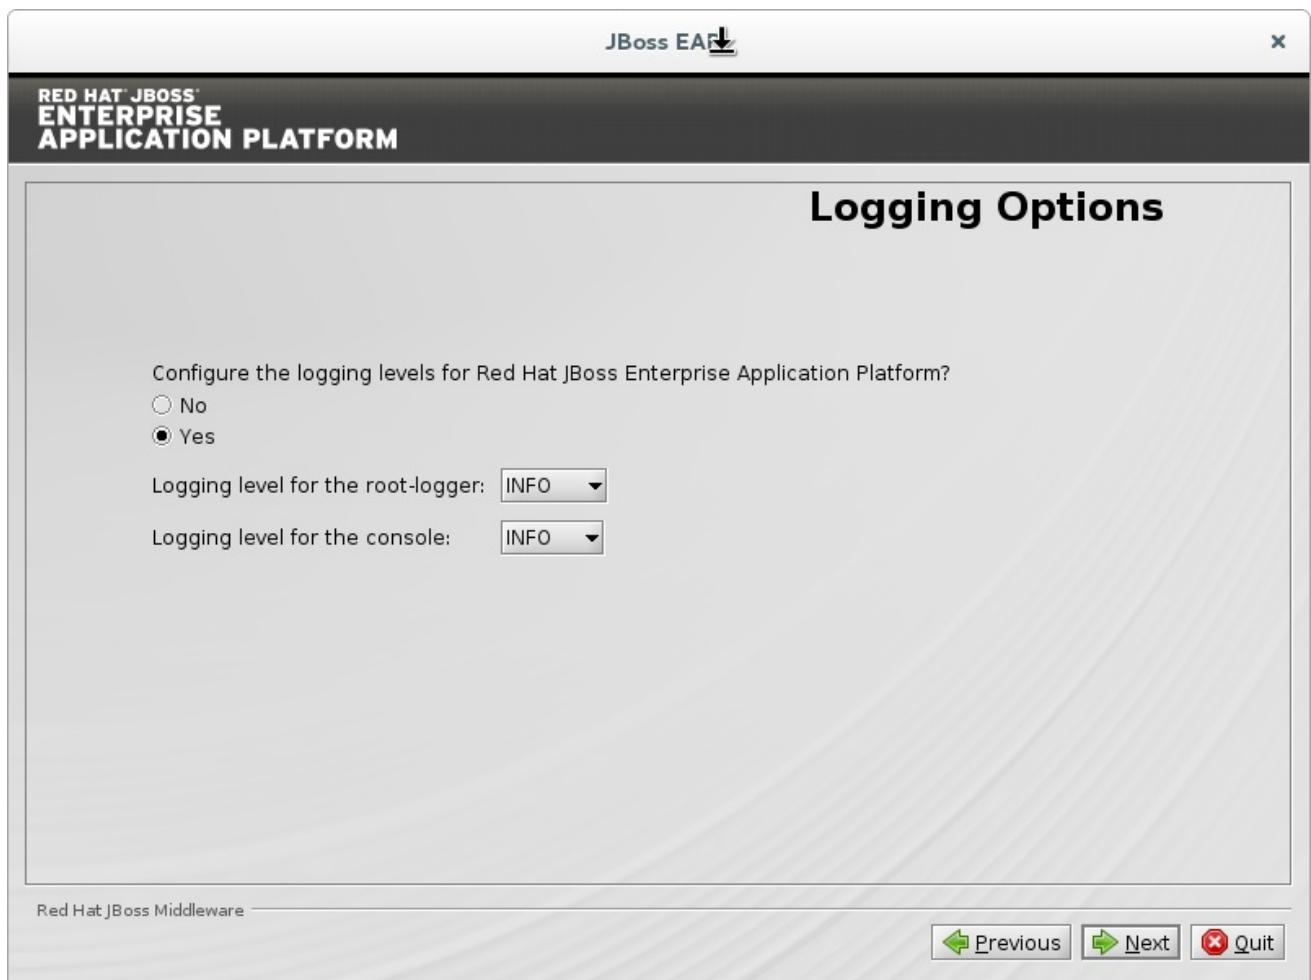 JBoss EAP
RED HAT JBOSS
ENTERPRISE
APPLICATION PLATFORM
Logging Options
Configure the logging levels for Red Hat JBoss Enterprise Application Platform?
No
Yes
Logging level for the root-logger: INFO
Logging level for the console: INFO
Red Hat JBoss Middleware
Previous Next Quit